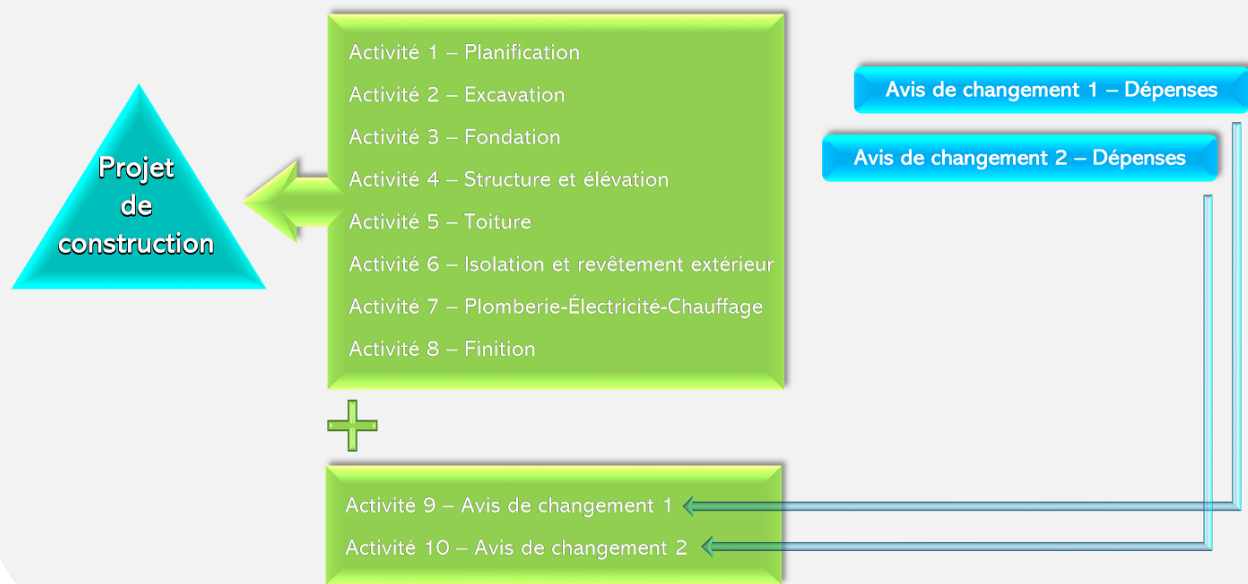 Projet
de
construction
Activité 1 – Planification
Activité 2 – Excavation
Activité 3 – Fondation
Activité 4 – Structure et élévation
Activité 5 – Toiture
Activité 6 – Isolation et revêtement extérieur
Activité 7 – Plomberie-Électricité-Chauffage
Activité 8 – Finition
Avis de changement 1 – Dépenses
Avis de changement 2 – Dépenses
Activité 9 – Avis de changement 1
Activité 10 – Avis de changement 2